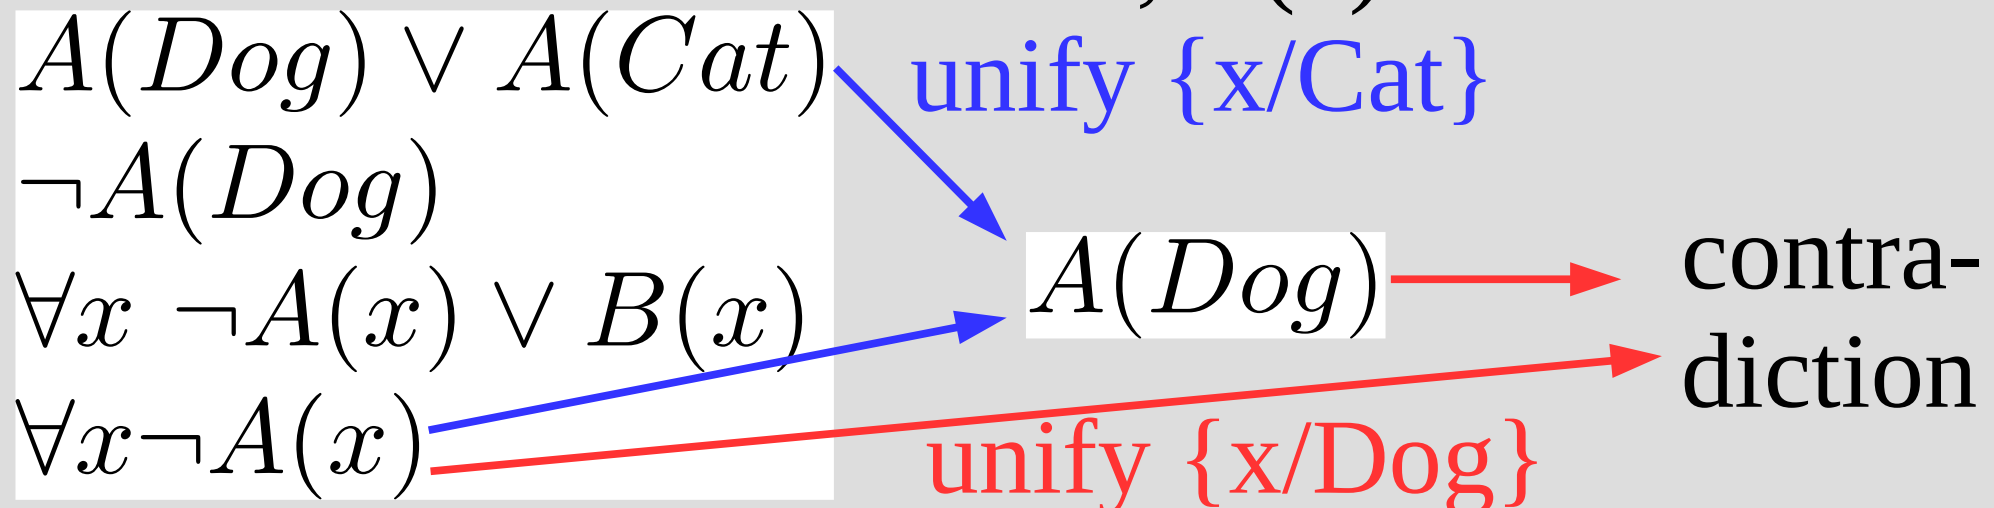 A(Dog) ∨ A(Cat)
unify {x/Cat}
¬A(Dog)
∀x ¬A(x) ∨ B(x)
A(Dog)
contra-
diction
∀x¬A(x)
unify {x/Dog}